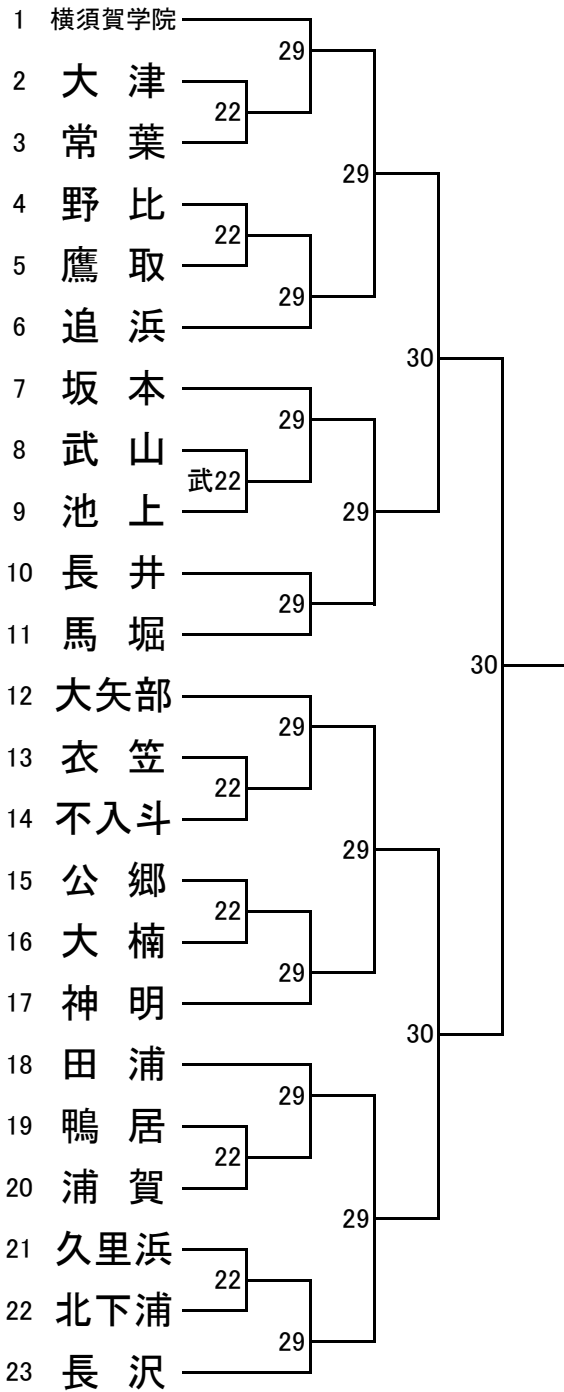 1 横須賀学院
29
2 大津
22
3 常葉
29
4 野比
22
5 鷹取
29
6 追浜
30
7 坂本
29
8 武山
武22
9 池上
29
10 長井
29
11 馬堀
30
12 大矢部
29
13 衣笠
22
14 不入斗
29
15 公郷
22
16 大楠
29
17 神明
30
18 田浦
29
19 鴨居
22
20 浦賀
29
21 久里浜
22
22 北下浦
29
23 長沢